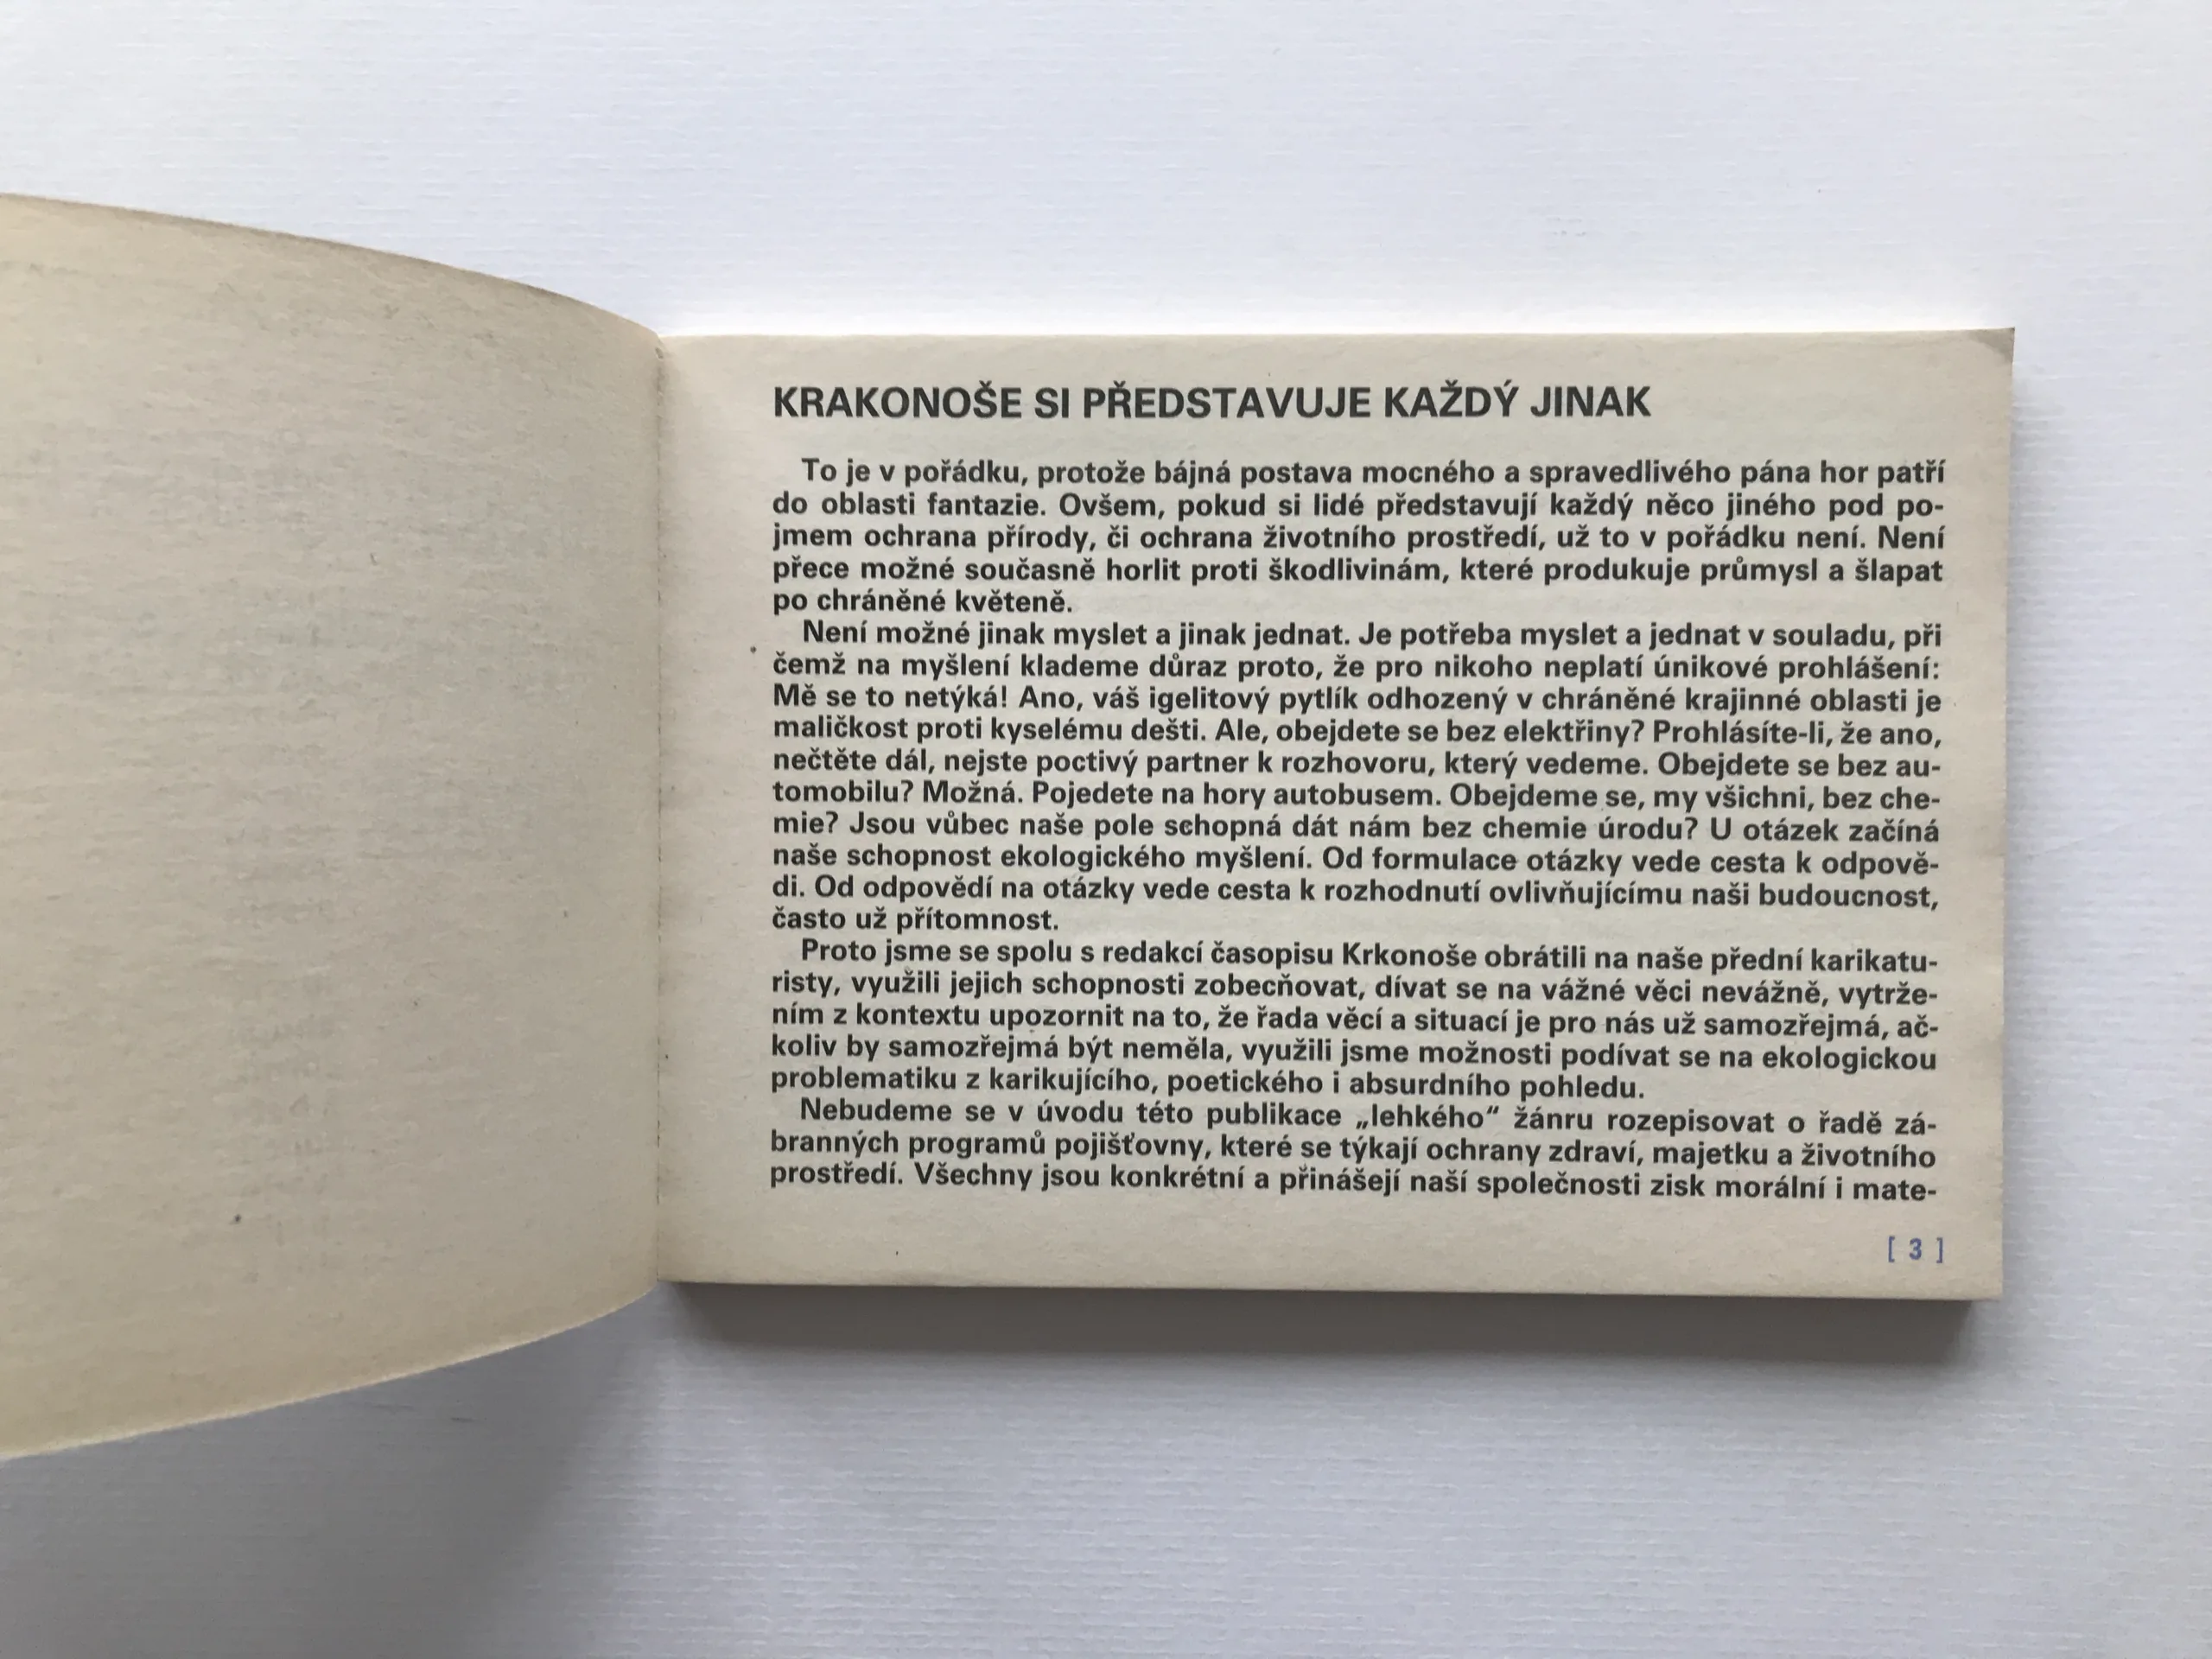 KRAKONOŠE SI PŘEDSTAVUJE KAŽDÝ JINAK
To je v pořádku, protože bájná postava mocného a spravedlivého pána hor patří
do oblasti fantazie. Ovšem, pokud si lidé představují každý něco jiného pod po-
jmem ochrana přírody, či ochrana životního prostředí, už to v pořádku není. Není
přece možné současně horlit proti škodlivinám, které produkuje průmysl a šlapat
po chráněné květeně.
Není možné jinak myslet a jinak jednat. Je potřeba myslet a jednat v souladu, při
čemž na myšlení klademe důraz proto, že pro nikoho neplatí únikové prohlášení:
Mě se to netýká! Ano, váš igelitový pytlík odhozený v chráněné krajinné oblasti je
maličkost proti kyselému dešti. Ale, obejdete se bez elektřiny? Prohlásíte-li, že ano,
nečtěte dál, nejste poctivý partner k rozhovoru, který vedeme. Obejdete se bez au-
tomobilu? Možná. Pojedete na hory autobusem. Obejdeme se, my všichni, bez che-
mie? Jsou vůbec naše pole schopná dát nám bez chemie úrodu? U otázek začíná
naše schopnost ekologického myšlení. Od formulace otázky vede cesta k odpově-
di. Od odpovědí na otázky vede cesta k rozhodnutí ovlivňujícímu naši budoucnost,
často už přítomnost.
Proto jsme se spolu s redakcí časopisu Krkonoše obrátili na naše přední karikatu-
risty, využili jejich schopnosti zobecňovat, dívat se na vážné věci nevážně, vytrže-
ním z kontextu upozornit na to, že řada věcí a situací je pro nás už samozřejmá, ač-
koliv by samozřejmá být neměla, využili jsme možnosti podívat se na ekologickou
problematiku z karikujícího, poetického i absurdního pohledu.
Nebudeme se v úvodu této publikace „lehkého“ žánru rozepisovat o řadě zá-
branných programů pojišťovny, které se týkají ochrany zdraví, majetku a životního
prostředí. Všechny jsou konkrétní a přinášejí naší společnosti zisk morální i mate-
[ 3 ]